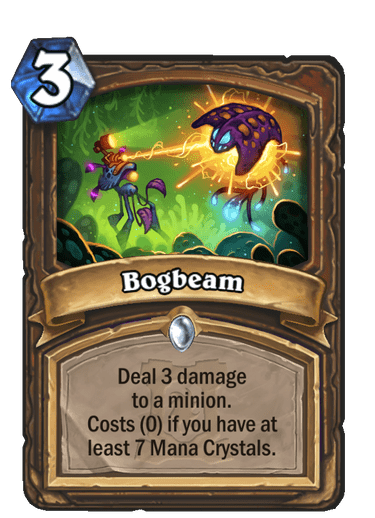 3
Bogbeam
Deal 3 damage
to a minion.
Costs (0) if you have at
least 7 Mana Crystals.